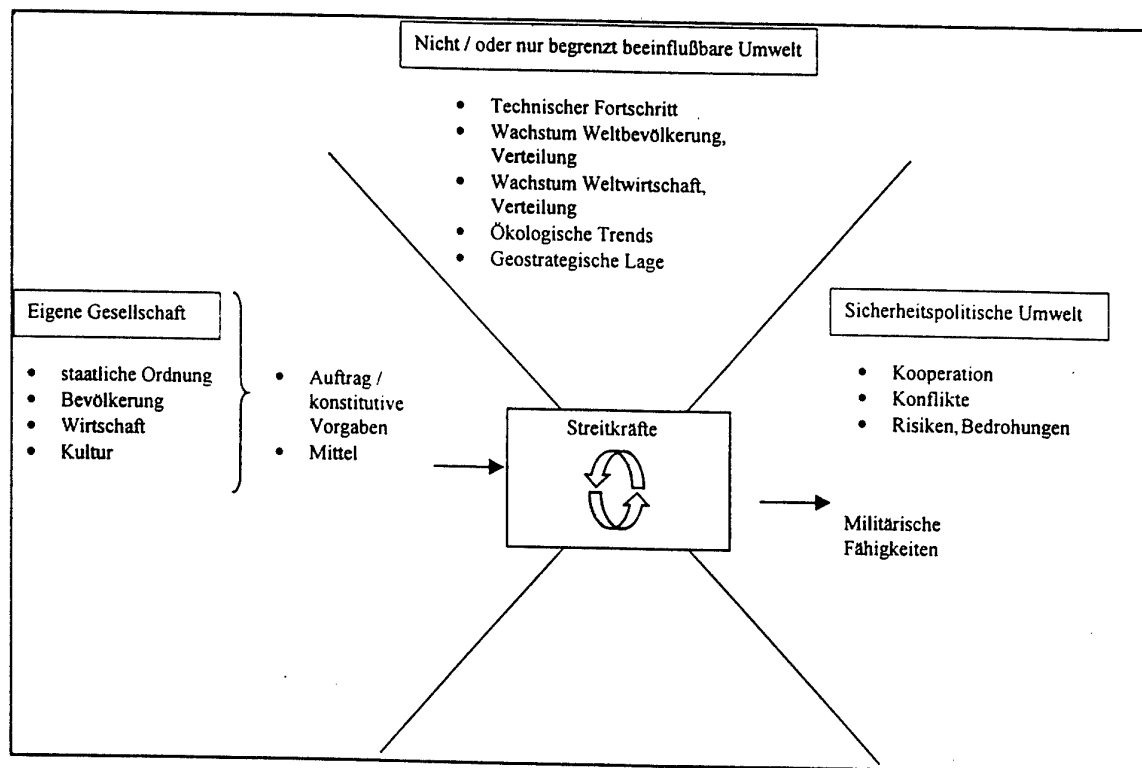 Nicht / oder nur begrenzt beeinflußbare Umwelt
• Technischer Fortschritt
• Wachstum Weltbevölkerung,
Verteilung
• Wachstum Weltwirtschaft,
Verteilung
• Ökologische Trends
• Geostrategische Lage
Eigene Gesellschaft
• staatliche Ordnung
• Bevölkerung
• Wirtschaft
• Kultur
• Auftrag /
konstitutive
Vorgaben
• Mittel
Streitkräfte
Sicherheitspolitische Umwelt
• Kooperation
• Konflikte
• Risiken, Bedrohungen
Militärische
Fähigkeiten